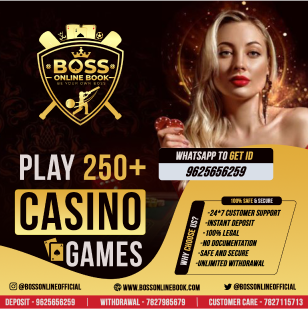 BOSS
ONLINE BOOK
BE YOUR OWN BOSS
PLAY 250+
CASINO
GAMES
WHATSAPP TO GET ID
9625656259
WHY CHOOSE US?
100% SAFE & SECURE
-24*7 CUSTOMER SUPPORT
-INSTANT DEPOSIT
-100% LEGAL
-NO DOCUMENTATION
-SAFE AND SECURE
-UNLIMITED WITHDRAWAL
@BOSSONLINEOFFICIAL
WWW.BOSSONLINEBOOK.COM
@BOSSONLINEOFFICIAL
DEPOSIT - 9625656259 | WITHDRAWAL - 7827985679 | CUSTOMER CARE - 7827115713